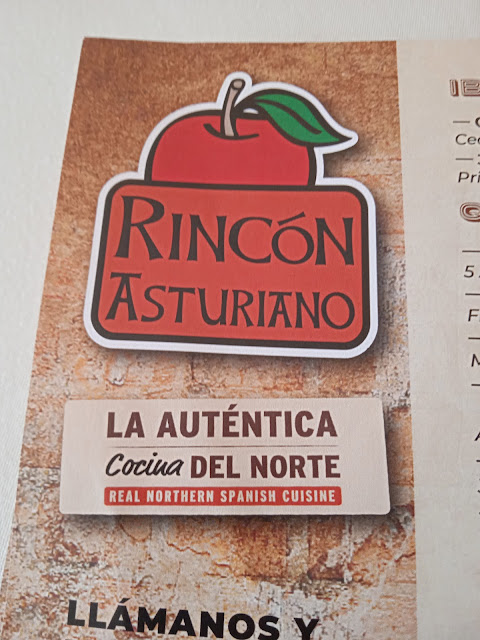 RINCÓN
ASTURIANO
LA AUTÉNTICA
Cocina DEL NORTE
REAL NORTHERN SPANISH CUISINE
LLÁMANOS Y